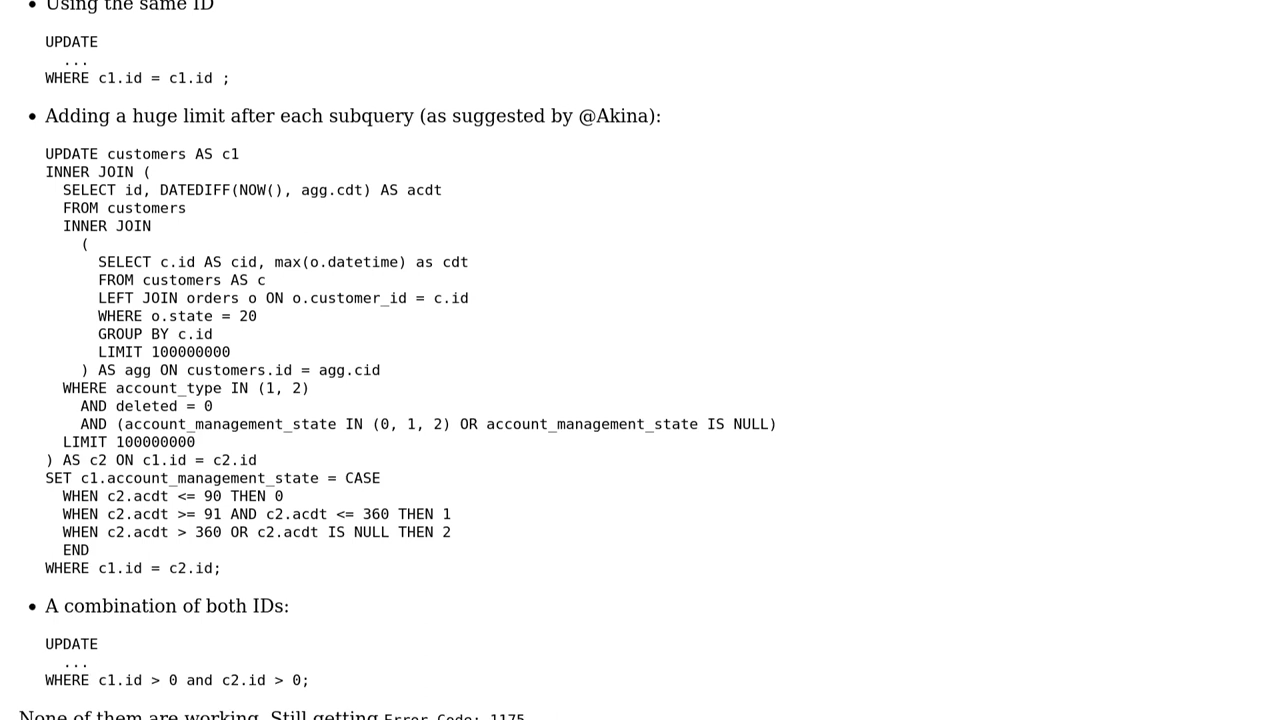 • Using the same ID
UPDATE
  ...
WHERE c1.id = c1.id ;
• Adding a huge limit after each subquery (as suggested by @Akina):
UPDATE customers AS c1
INNER JOIN (
  SELECT id, DATEDIFF(NOW(), agg.cdt) AS acdt
  FROM customers
  INNER JOIN
    (
      SELECT c.id AS cid, max(o.datetime) as cdt
      FROM customers AS c
      LEFT JOIN orders o ON o.customer_id = c.id
      WHERE o.state = 20
      GROUP BY c.id
      LIMIT 100000000
    ) AS agg ON customers.id = agg.cid
  WHERE account_type IN (1, 2)
    AND deleted = 0
    AND (account_management_state IN (0, 1, 2) OR account_management_state IS NULL)
  LIMIT 100000000
) AS c2 ON c1.id = c2.id
SET c1.account_management_state = CASE
  WHEN c2.acdt <= 90 THEN 0
  WHEN c2.acdt >= 91 AND c2.acdt <= 360 THEN 1
  WHEN c2.acdt > 360 OR c2.acdt IS NULL THEN 2
  END
WHERE c1.id = c2.id;
• A combination of both IDs:
UPDATE
  ...
WHERE c1.id > 0 and c2.id > 0;
None of them are working. Still getting Error Code: 1175